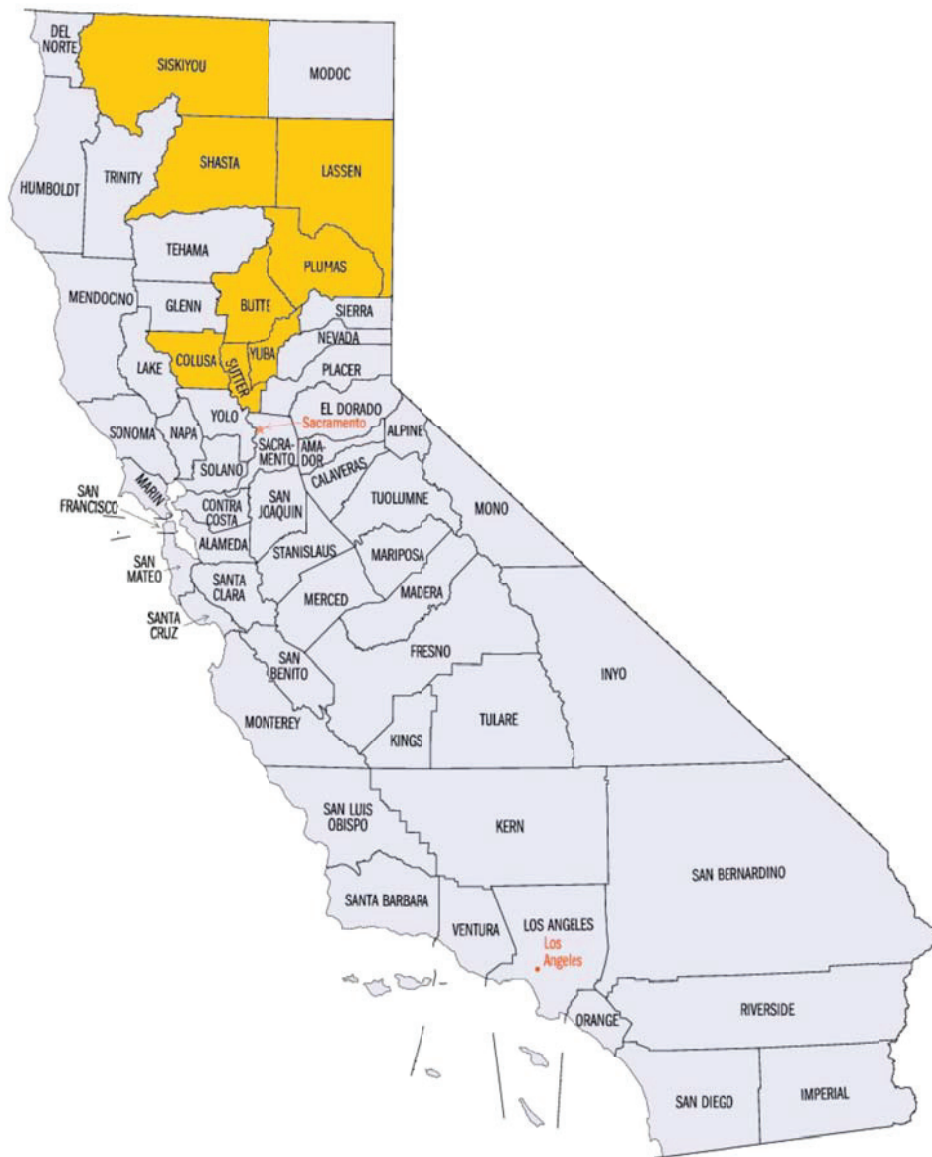 DEL
NORTE
SISKIYOU
MODOC
SHASTA
LASSEN
HUMBOLDT
TRINITY
TEHAMA
PLUMAS
MENDOCINO
GLENN
BUTTE
SIERRA
NEVADA
YUBA
COLUSA
SUTTER
LAKE
PLACER
YOLO
EL DORADO
Sacramento
SONOMA
NAPA
SACRA-
MENTO
AMA-
DOR
ALPINE
SOLANO
CALAVERAS
MARIN
SAN
FRANCISCO
CONTRA
COSTA
SAN
JOAQUIN
TUOLUMNE
MONO
ALAMEDA
STANISLAUS
MARIPOSA
SAN
MATEO
SANTA
CLARA
MERCED
MADERA
SANTA
CRUZ
SAN
BENITO
FRESNO
INYO
MONTEREY
KINGS
TULARE
SAN LUIS
OBISPO
KERN
SAN BERNARDINO
SANTA BARBARA
VENTURA
LOS ANGELES
Los
Angeles
ORANGE
RIVERSIDE
SAN DIEGO
IMPERIAL